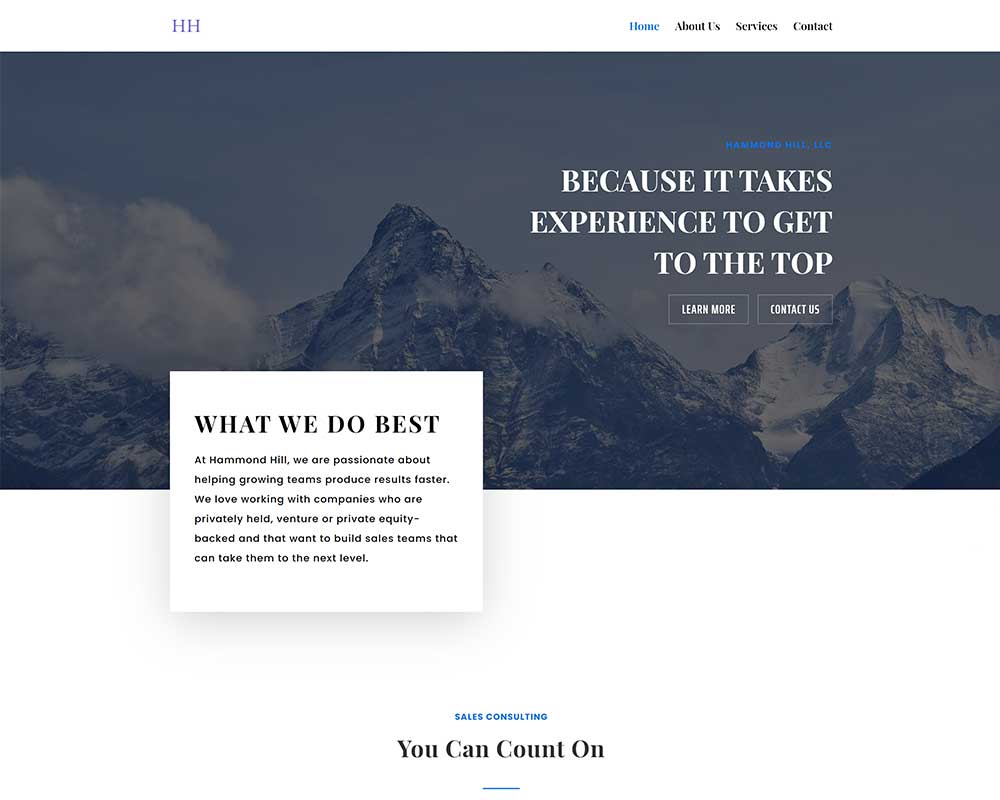 HH
Home About Us Services Contact
HAMMOND HILL, LLC
BECAUSE IT TAKES
EXPERIENCE TO GET
TO THE TOP
LEARN MORE CONTACT US
WHAT WE DO BEST
At Hammond Hill, we are passionate about
helping growing teams produce results faster.
We love working with companies who are
privately held, venture or private equity-
backed and that want to build sales teams that
can take them to the next level.
SALES CONSULTING
You Can Count On